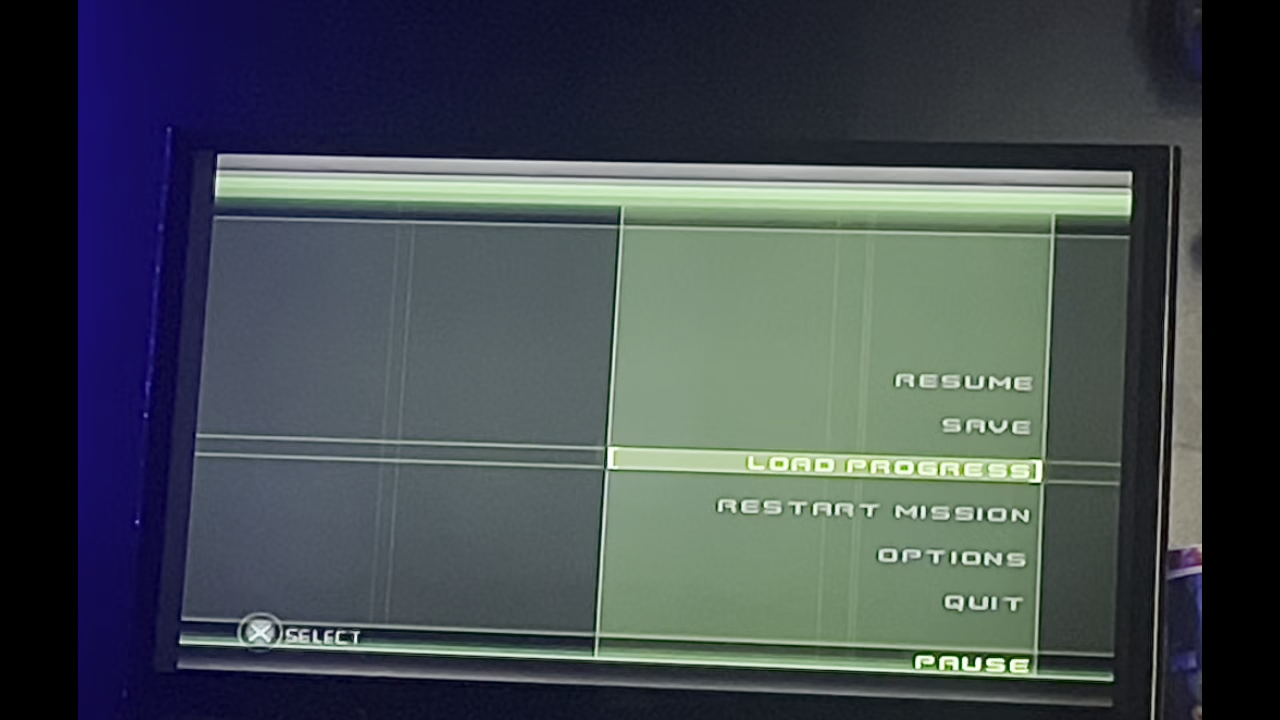 RESUME
SAVE
LOAD PROGRESS
RESTART MISSION
OPTIONS
QUIT
SELECT
PAUSE